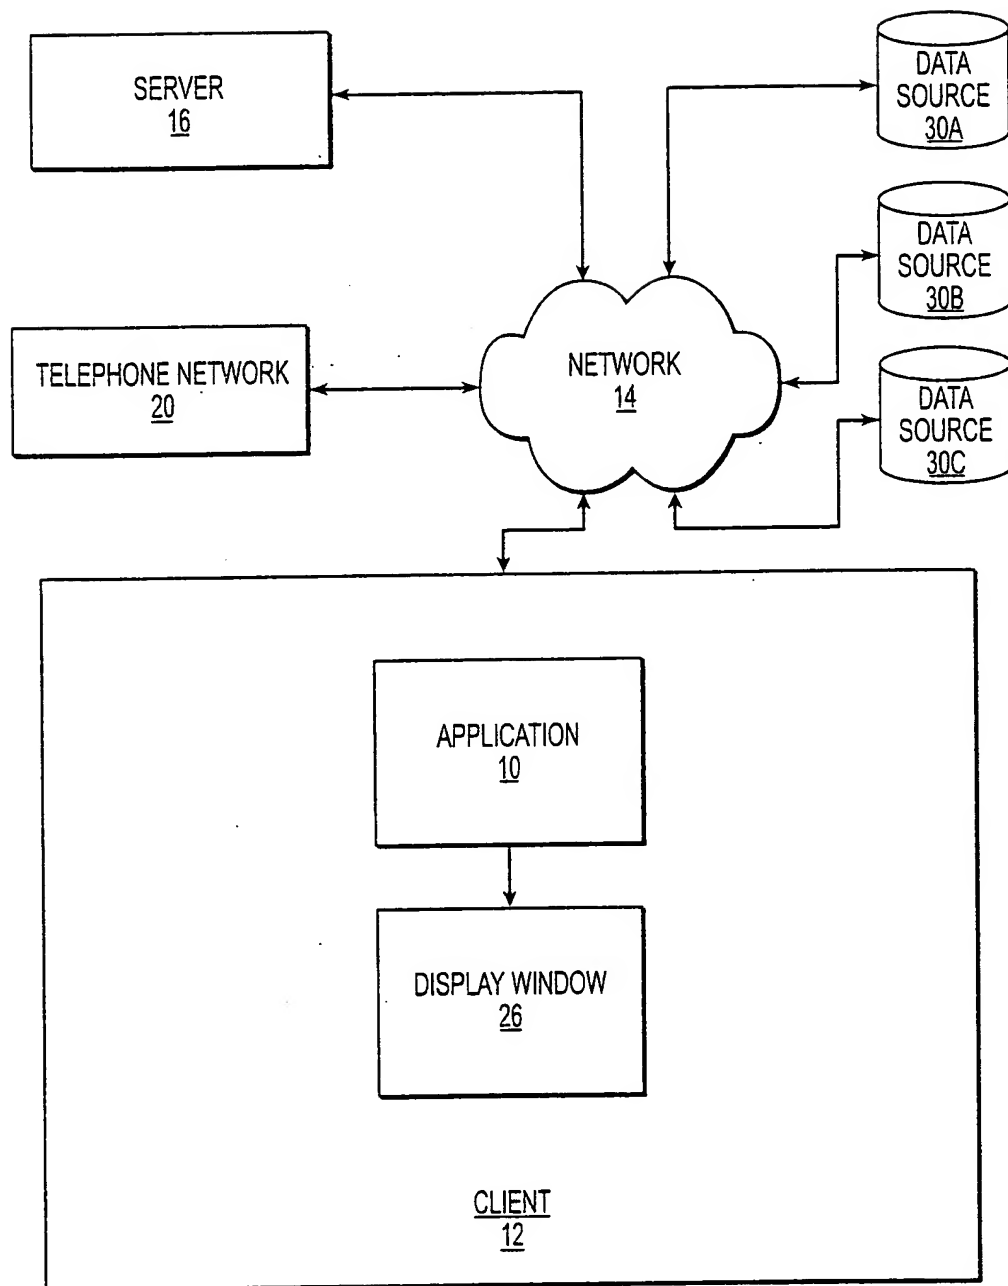 SERVER
16
DATA
SOURCE
30A
DATA
SOURCE
30B
TELEPHONE NETWORK
20
NETWORK
14
DATA
SOURCE
30C
APPLICATION
10
DISPLAY WINDOW
26
CLIENT
12